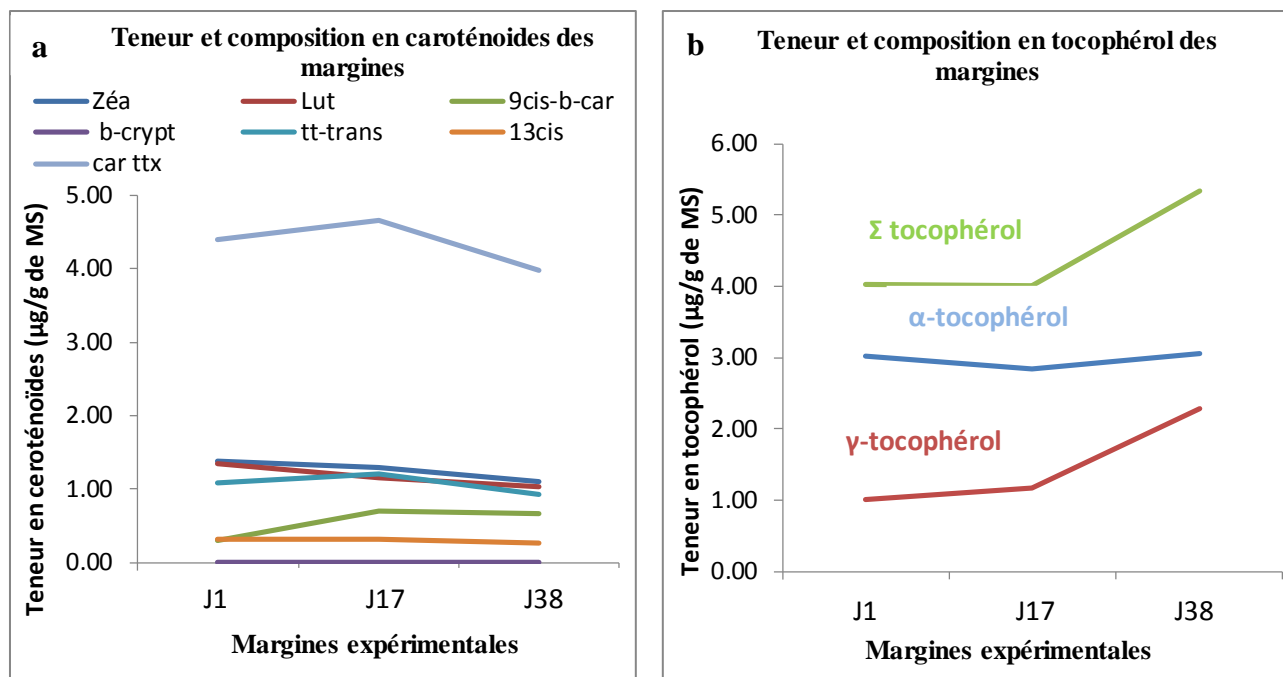 a
Teneur et composition en caroténoides des
margines
Zéa
Lut
9cis-b-car
b-crypt
tt-trans
13cis
car ttx
Teneur en ceroténoïdes (µg/g de MS)
5.00
4.00
3.00
2.00
1.00
0.00
J1
J17
J38
Margines expérimentales
b
Teneur et composition en tocophérol des
margines
Teneur en tocophérol (µg/g de MS)
6.00
5.00
4.00
3.00
2.00
1.00
0.00
Σ tocophérol
α-tocophérol
γ-tocophérol
J1
J17
J38
Margines expérimentales